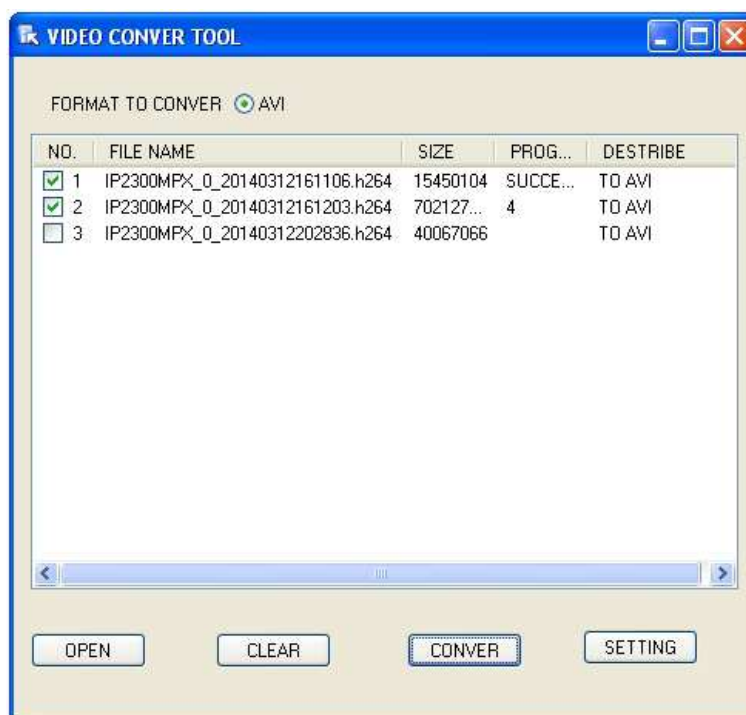 VIDEO CONVER TOOL
FORMAT TO CONVER AVI
NO. FILE NAME SIZE PROG... DESTRIBE
1 IP2300MPX_0_20140312161106.h264 15450104 SUCCE... TO AVI
2 IP2300MPX_0_20140312161203.h264 702127... 4 TO AVI
3 IP2300MPX_0_20140312202836.h264 40067066 TO AVI
OPEN CLEAR CONVER SETTING